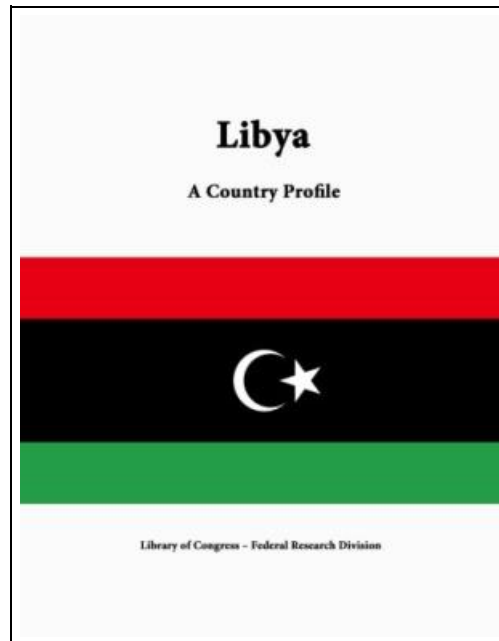 Libya
A Country Profile
Library of Congress – Federal Research Division